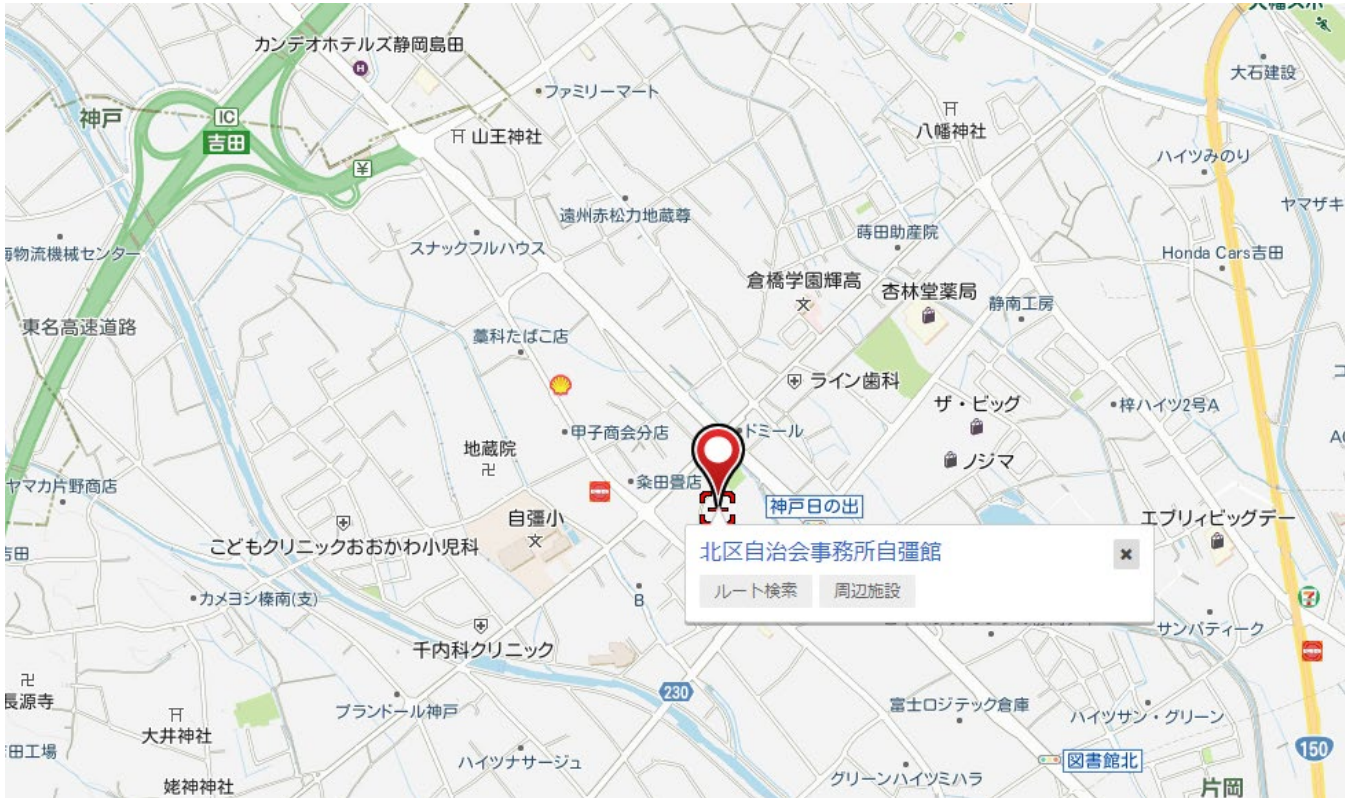 大幡スポ
カンデオホテルズ静岡島田
大石建設
ファミリーマート
神戸
IC
吉田
八幡神社
山王神社
¥
ハイツみのり
ヤマザキ
遠州赤松力地蔵尊
蒔田助産院
スナックフルハウス
海物流機械センター
Honda Cars吉田
倉橋学園輝高
文
杏林堂薬局
静南工房
東名高速道路
藁科たばこ店
ライン歯科
ザ・ビッグ
梓ハイツ2号A
甲子商会分店
ドミール
地蔵院
ノジマ
粂田畳店
ヤマカ片野商店
神戸日の出
自彊小
文
エブリィビッグデー
こどもクリニックおおかわ小児科
吉田
北区自治会事務所自彊館
ルート検索
周辺施設
カメヨシ榛南(支)
B
7
サンパティーク
千内科クリニック
長源寺
230
ブランドール神戸
富士ロジテック倉庫
ハイツサン・グリーン
大井神社
田工場
ハイツナサージュ
図書館北
150
姥神神社
グリーンハイツミハラ
片岡